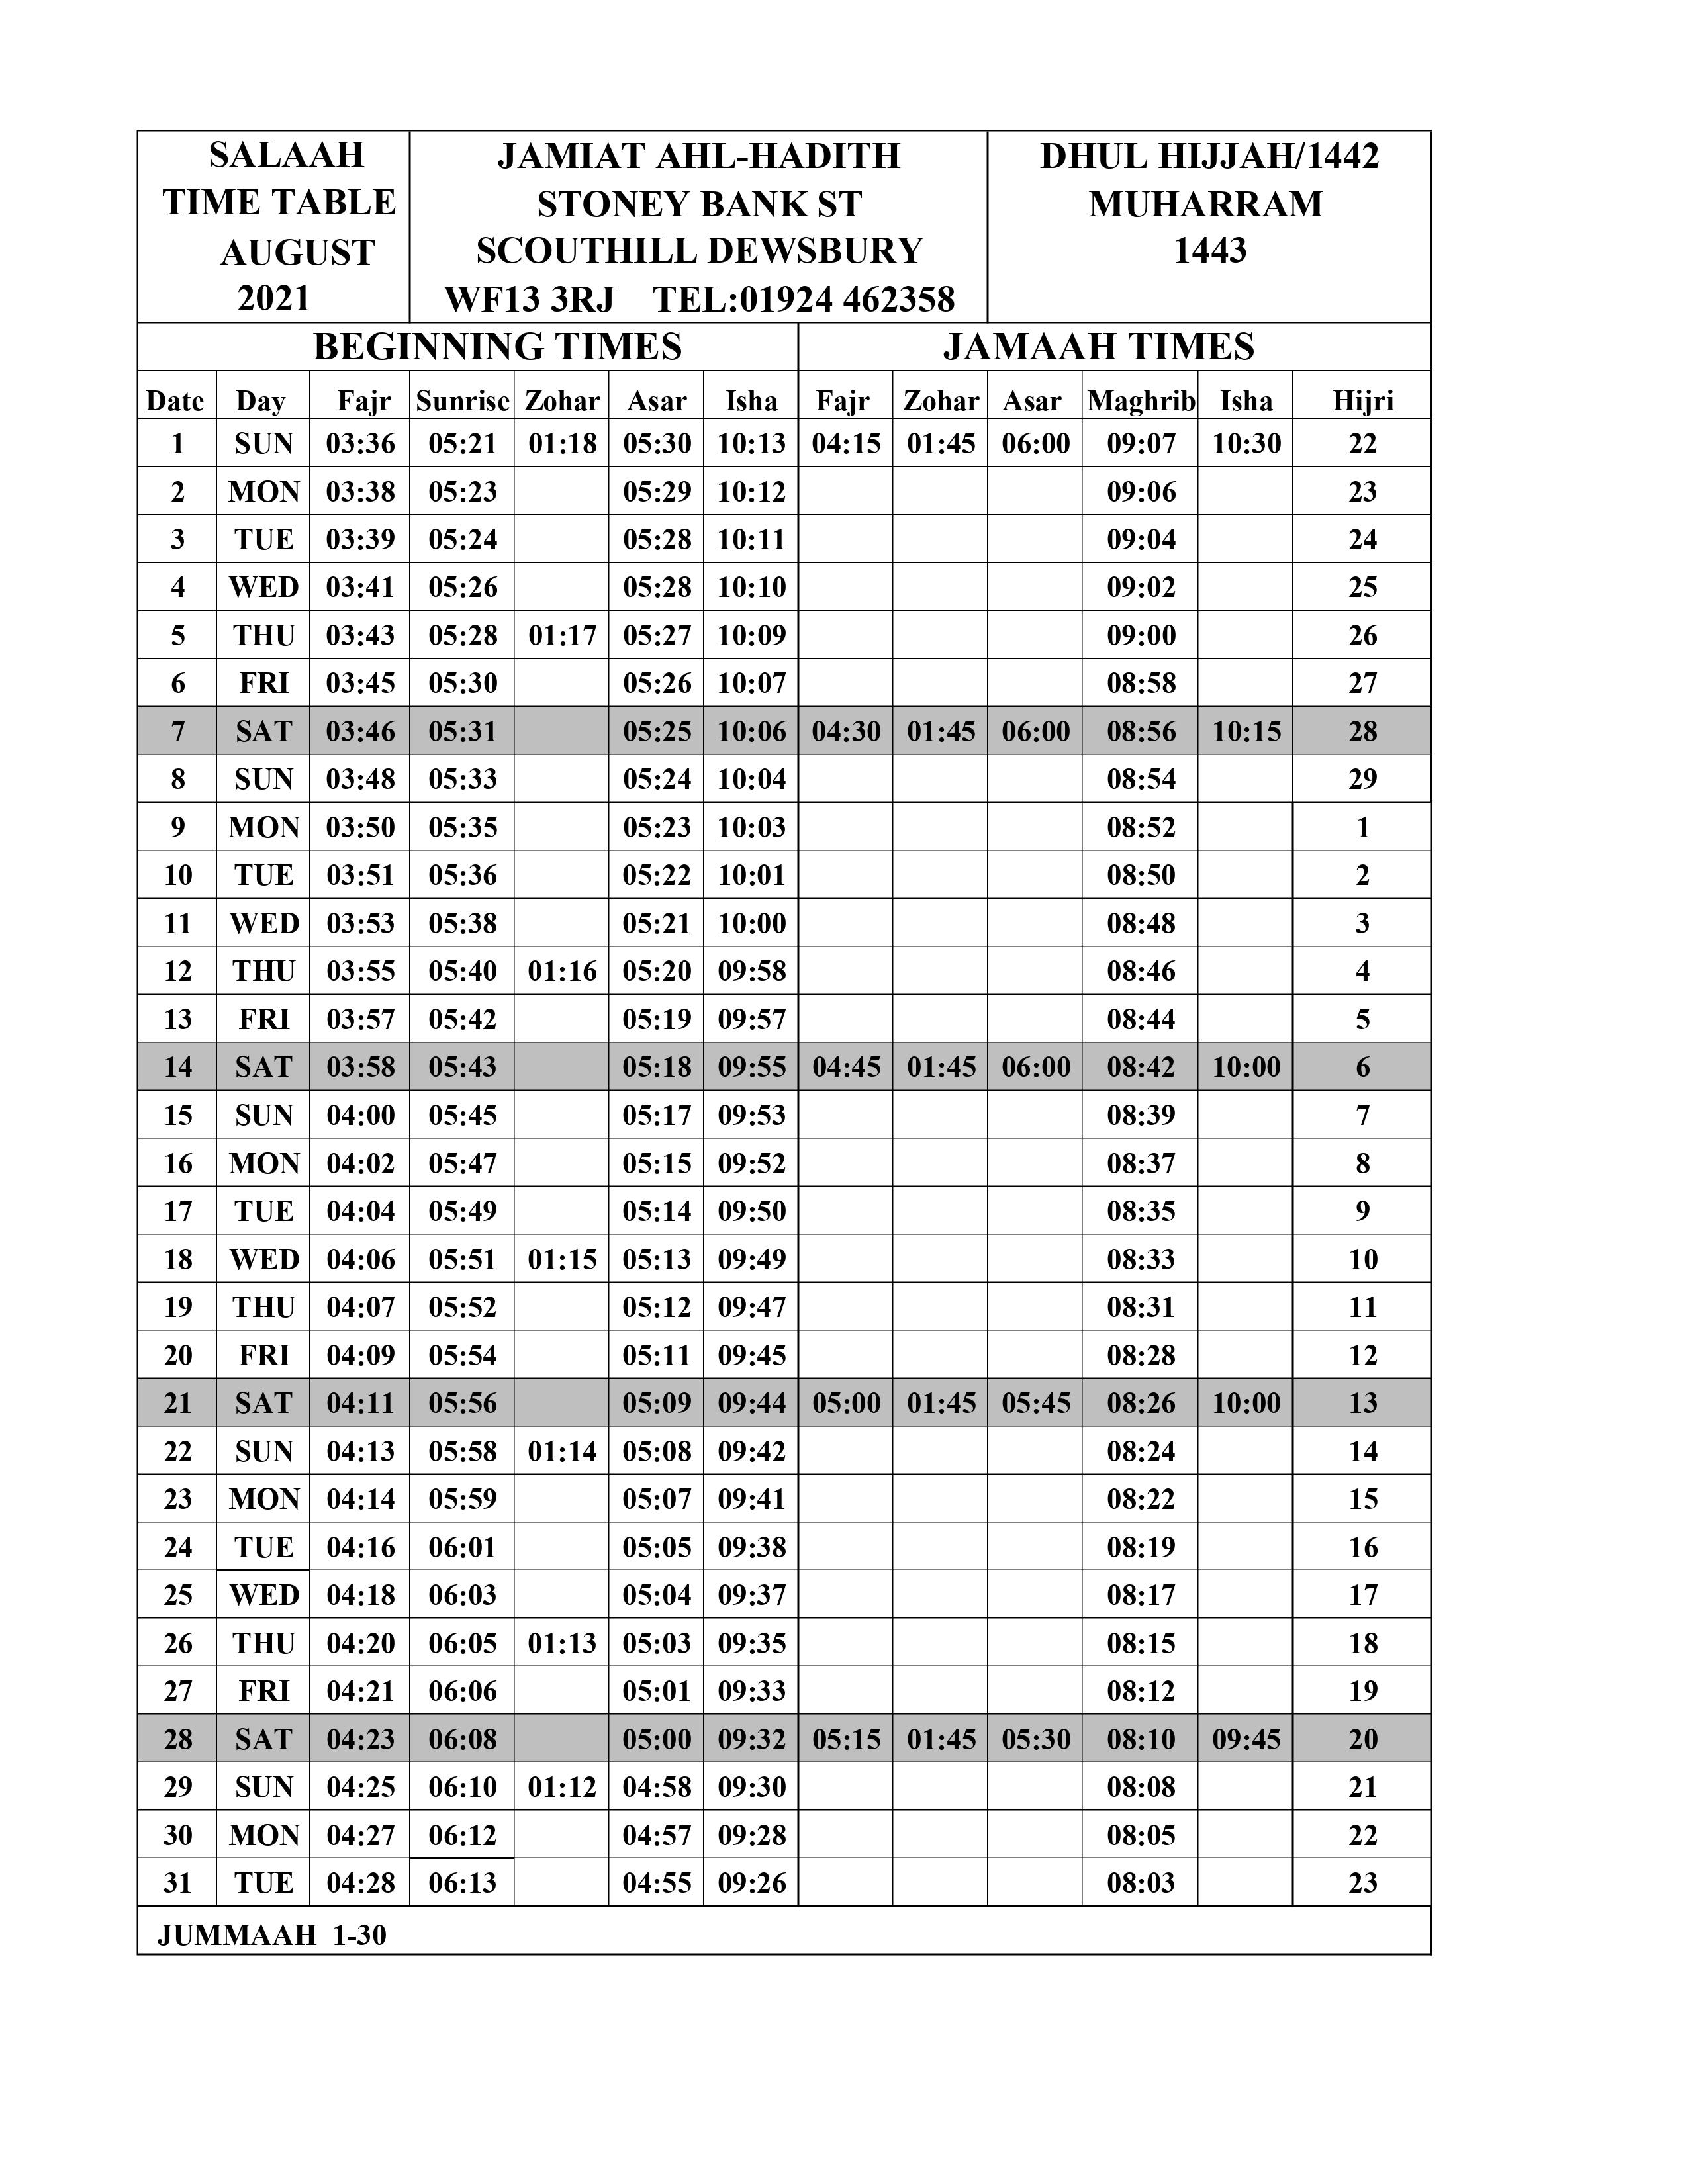 SALAAH
TIME TABLE
AUGUST
2021
JAMIAT AHL-HADITH
STONEY BANK ST
SCOUTHILL DEWSBURY
WF13 3RJ TEL:01924 462358
DHUL HIJJAH/1442
MUHARRAM
1443
BEGINNING TIMES JAMAAH TIMES
Date Day Fajr Sunrise Zohar Asar Isha Fajr Zohar Asar Maghrib Isha Hijri
1 SUN 03:36 05:21 01:18 05:30 10:13 04:15 01:45 06:00 09:07 10:30 22
2 MON 03:38 05:23 05:29 10:12 09:06 23
3 TUE 03:39 05:24 05:28 10:11 09:04 24
4 WED 03:41 05:26 05:28 10:10 09:02 25
5 THU 03:43 05:28 01:17 05:27 10:09 09:00 26
6 FRI 03:45 05:30 05:26 10:07 08:58 27
7 SAT 03:46 05:31 05:25 10:06 04:30 01:45 06:00 08:56 10:15 28
8 SUN 03:48 05:33 05:24 10:04 08:54 29
9 MON 03:50 05:35 05:23 10:03 08:52 1
10 TUE 03:51 05:36 05:22 10:01 08:50 2
11 WED 03:53 05:38 05:21 10:00 08:48 3
12 THU 03:55 05:40 01:16 05:20 09:58 08:46 4
13 FRI 03:57 05:42 05:19 09:57 08:44 5
14 SAT 03:58 05:43 05:18 09:55 04:45 01:45 06:00 08:42 10:00 6
15 SUN 04:00 05:45 05:17 09:53 08:39 7
16 MON 04:02 05:47 05:15 09:52 08:37 8
17 TUE 04:04 05:49 05:14 09:50 08:35 9
18 WED 04:06 05:51 01:15 05:13 09:49 08:33 10
19 THU 04:07 05:52 05:12 09:47 08:31 11
20 FRI 04:09 05:54 05:11 09:45 08:28 12
21 SAT 04:11 05:56 05:09 09:44 05:00 01:45 05:45 08:26 10:00 13
22 SUN 04:13 05:58 01:14 05:08 09:42 08:24 14
23 MON 04:14 05:59 05:07 09:41 08:22 15
24 TUE 04:16 06:01 05:05 09:38 08:19 16
25 WED 04:18 06:03 05:04 09:37 08:17 17
26 THU 04:20 06:05 01:13 05:03 09:35 08:15 18
27 FRI 04:21 06:06 05:01 09:33 08:12 19
28 SAT 04:23 06:08 05:00 09:32 05:15 01:45 05:30 08:10 09:45 20
29 SUN 04:25 06:10 01:12 04:58 09:30 08:08 21
30 MON 04:27 06:12 04:57 09:28 08:05 22
31 TUE 04:28 06:13 04:55 09:26 08:03 23
JUMMAAH 1-30